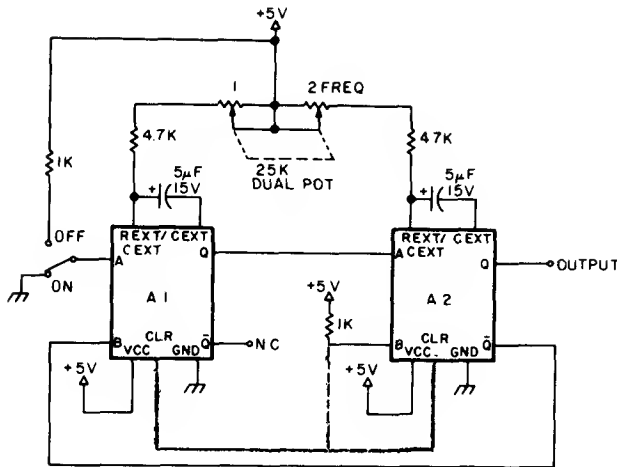 +5V
1
2 FREQ
4.7K
4.7K
1K
25K
DUAL POT
5µF
15V
+
5µF
15V
+
OFF
ON
REXT/
CEXT
CEXT
A
Q
A 1
B
CLR
VCC
GND
Q̅
NC
+5V
+5V
1K
REXT/
CEXT
CEXT
A
Q
OUTPUT
A 2
B
CLR
VCC
GND
Q̅
+5V